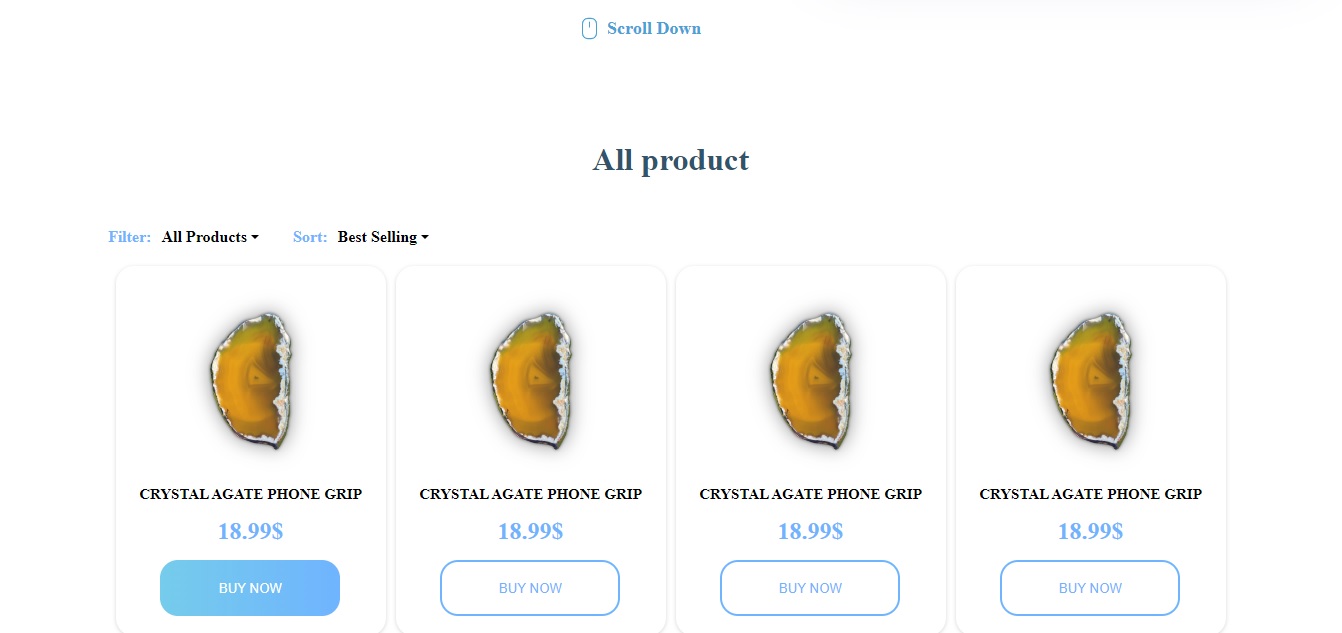 Scroll Down
All product
Filter: All Products Sort: Best Selling
CRYSTAL AGATE PHONE GRIP CRYSTAL AGATE PHONE GRIP CRYSTAL AGATE PHONE GRIP CRYSTAL AGATE PHONE GRIP
18.99$ 18.99$ 18.99$ 18.99$
BUY NOW BUY NOW BUY NOW BUY NOW